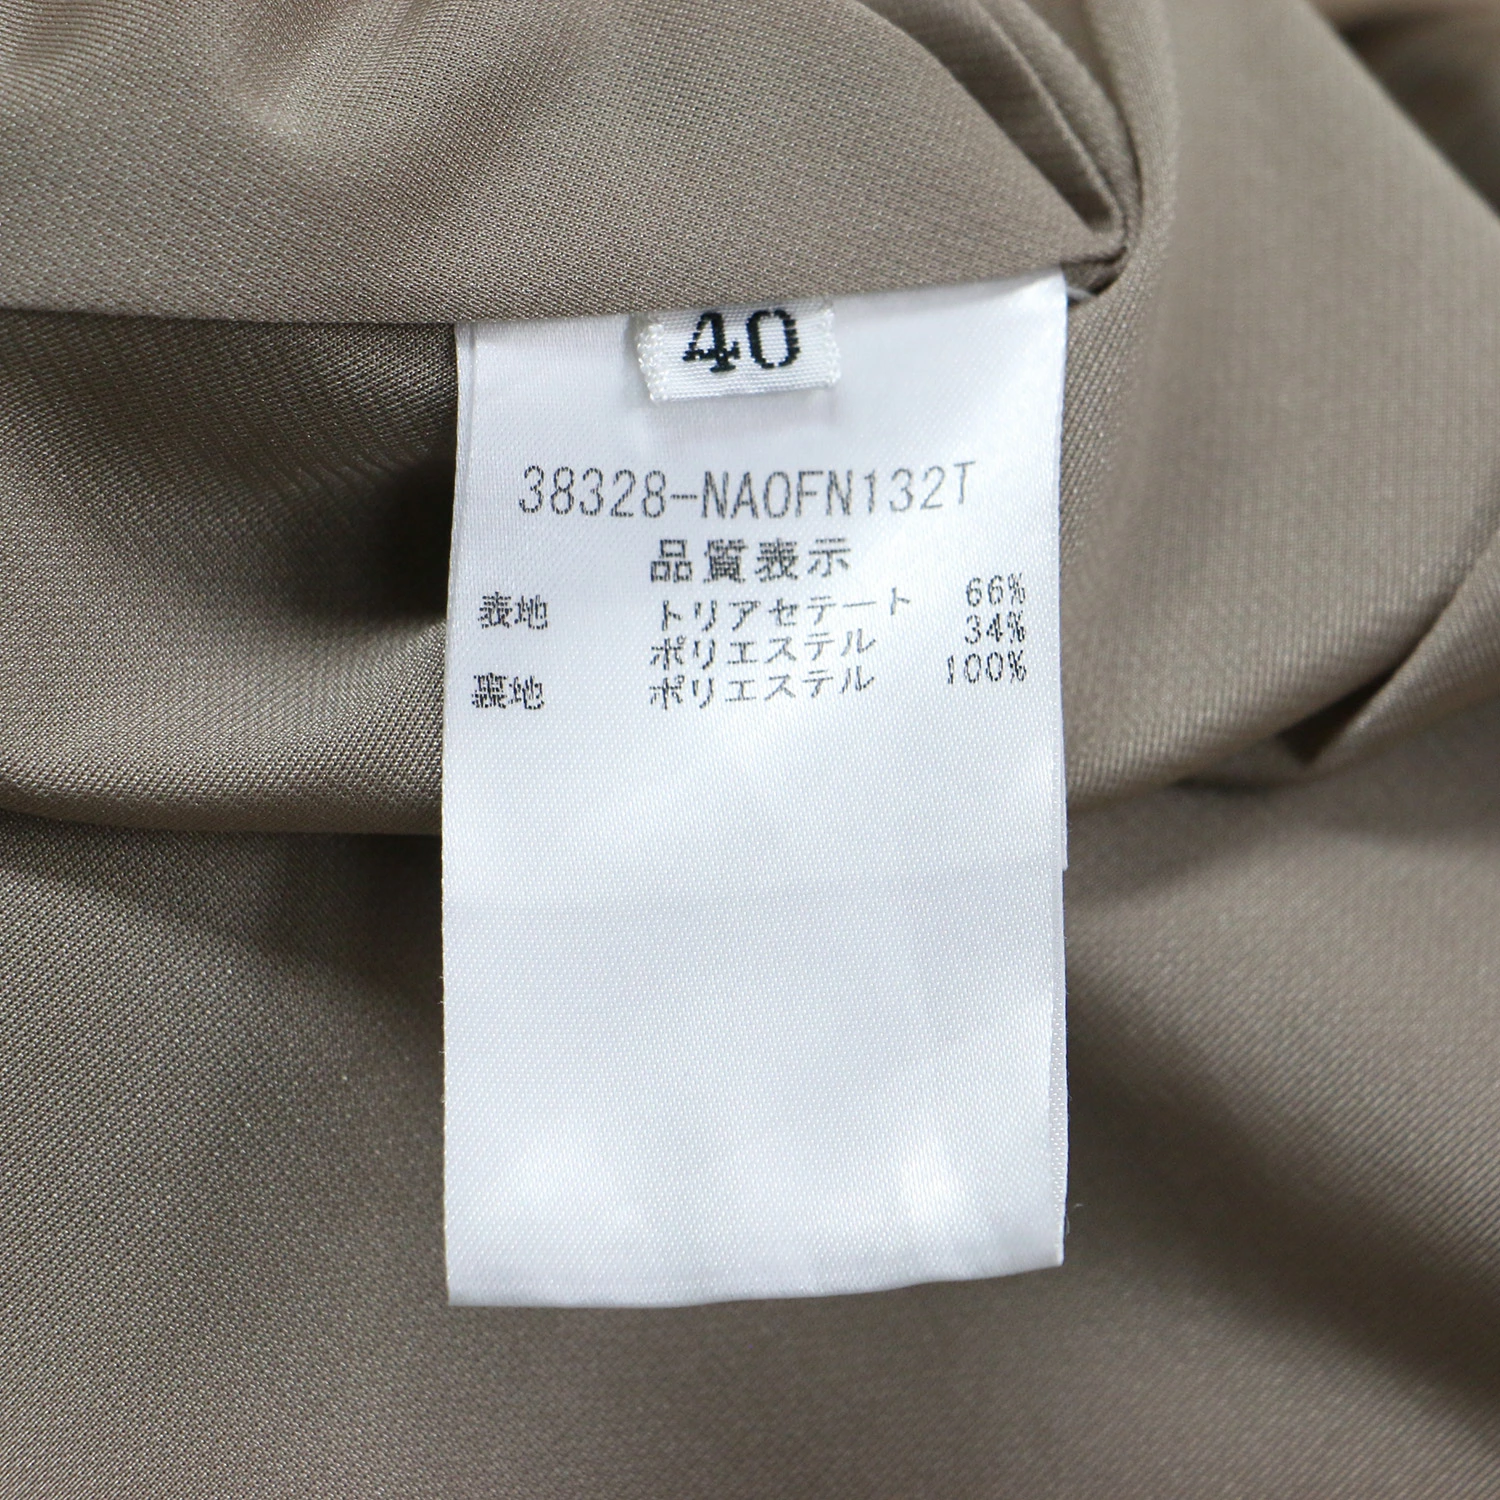 40
38328-NAOFN132T
品質表示
表地 トリアセテート 66%
ポリエステル 34%
裏地 ポリエステル 100%